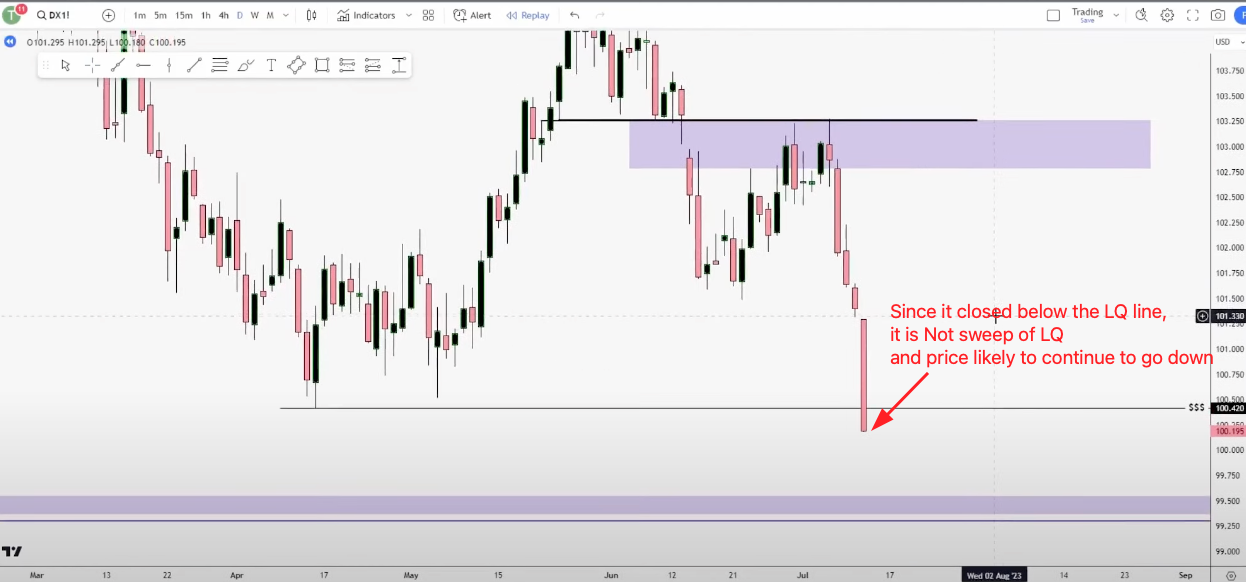 T 11 DX1! 1m 5m 15m 1h 4h D W M Indicators Alert Replay Trading
Save
O101.295 H101.295 L100.180 C100.195
USD
103.750
103.500
103.250
103.000
102.750
102.500
102.250
102.000
101.750
101.500
Since it closed below the LQ line,
101.330
101.250
it is Not sweep of LQ
101.000
and price likely to continue to go down
100.750
100.500
$$$ 100.420
100.250
100.195
100.000
99.750
99.500
99.250
99.000
Mar 13 22 Apr 17 May 15 Jun 12 21 Jul 17 Wed 02 Aug '23 14 23 Sep